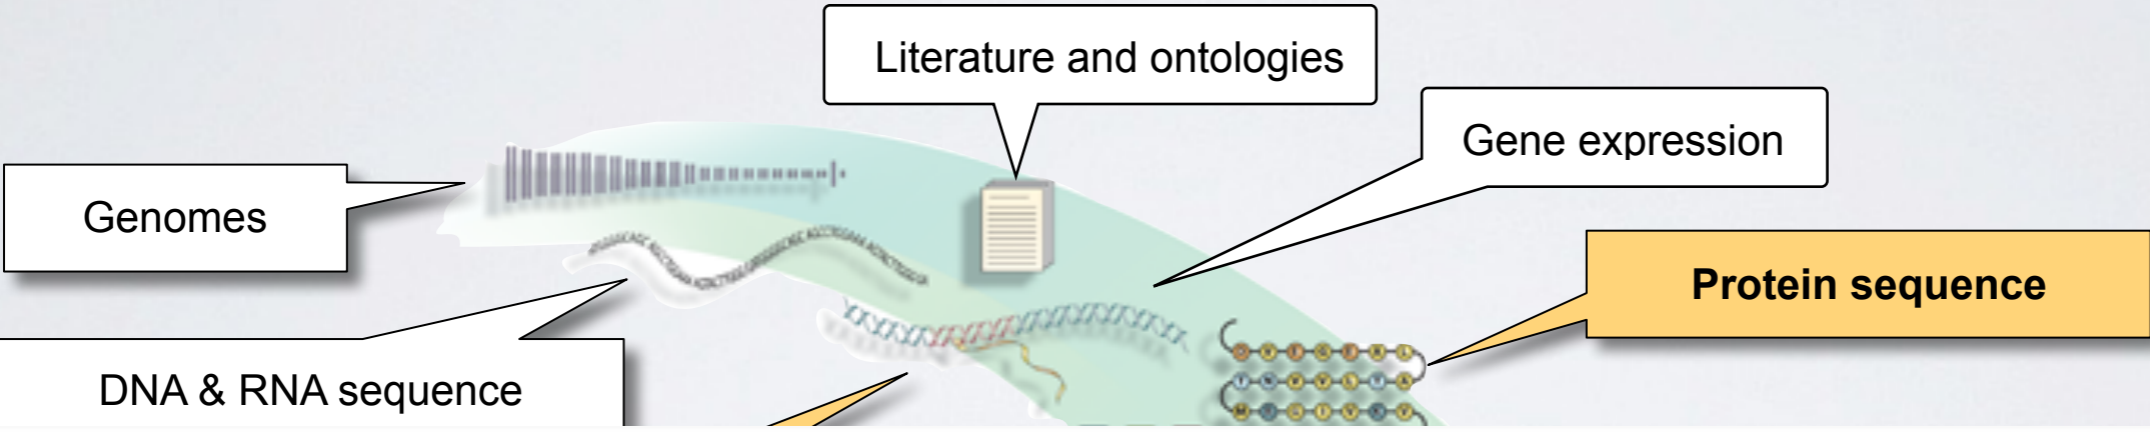 Literature and ontologies
Gene expression
Genomes
Protein sequence
DNA & RNA sequence